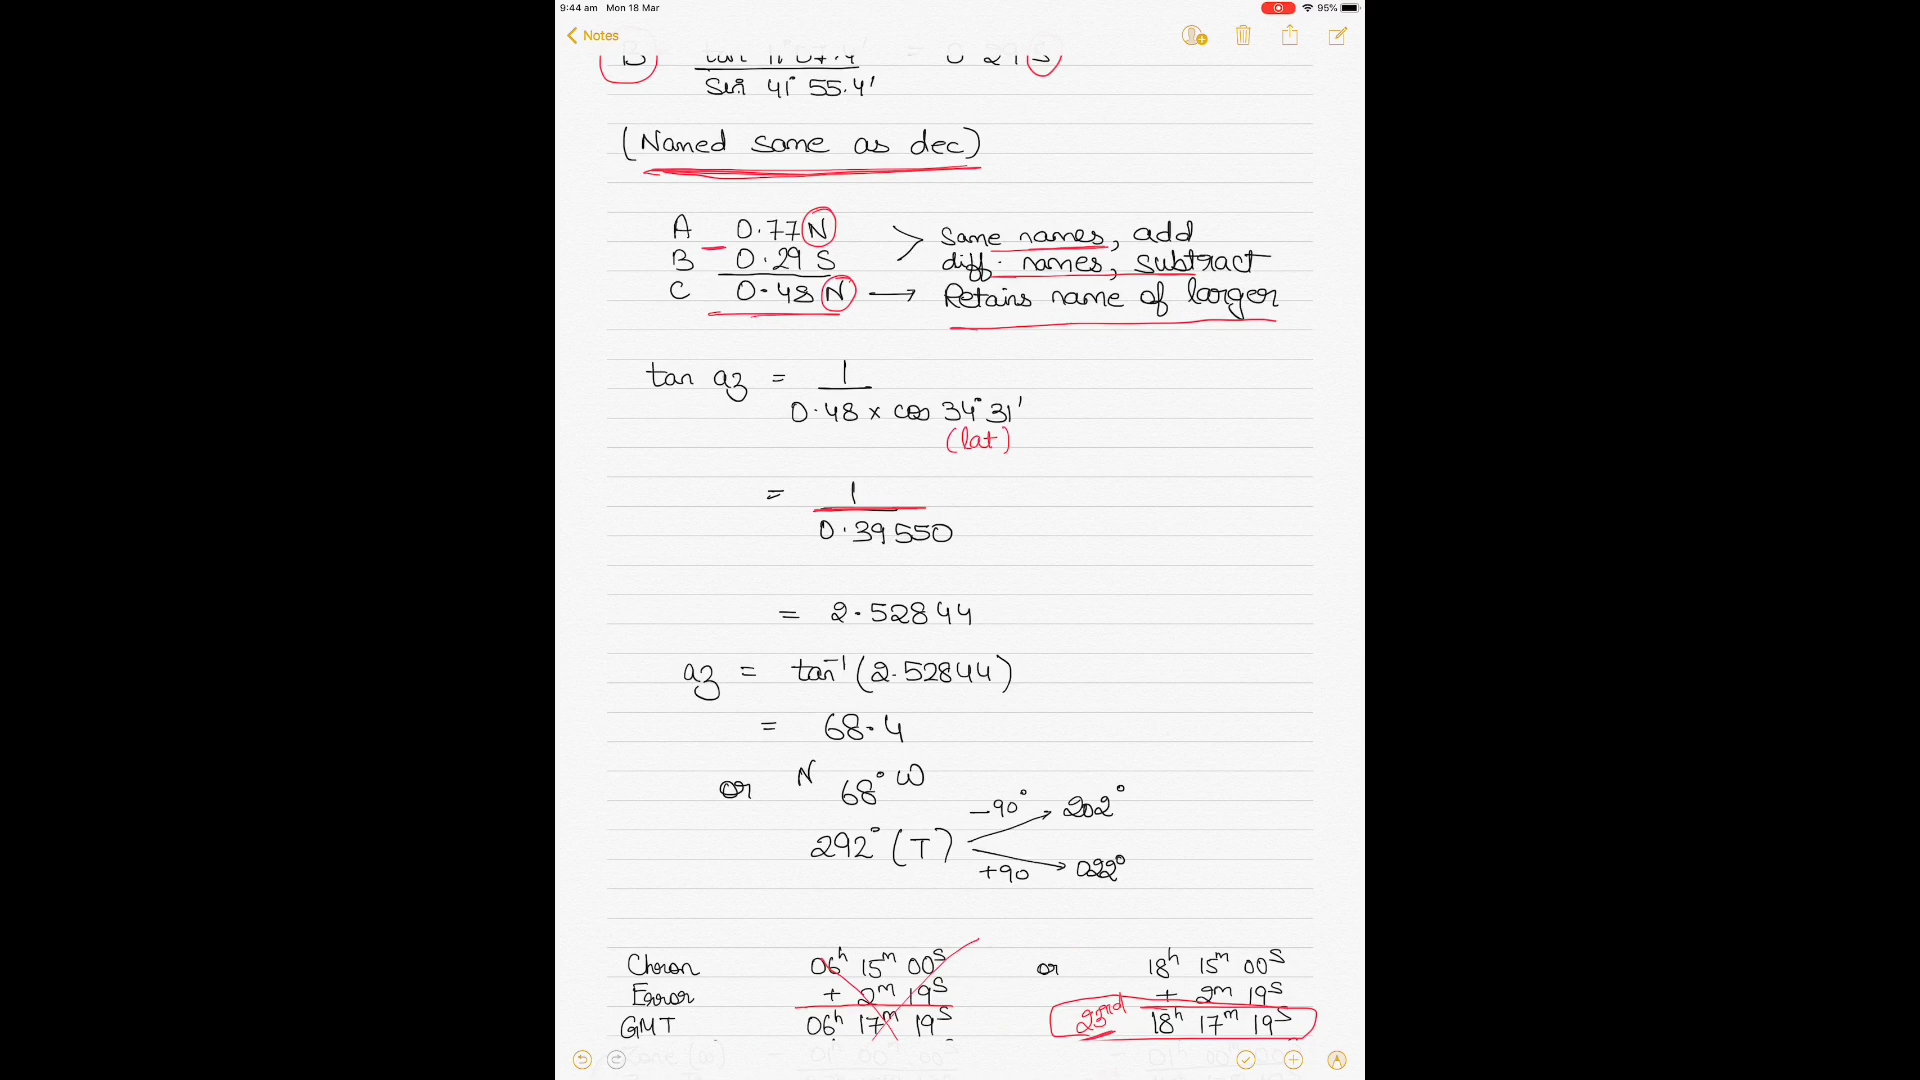 9:44 am Mon 18 Mar 95%
Notes
Sin 41° 55.4'
(Named same as dec)
A 0.77 N Same names, add
B 0.29 S diff. names, subtract
C 0.48 N → Retains name of larger
tan az = 1
0.48 x cos 34° 31'
(lat)
= 1
0.39550
= 2.52844
az = tan⁻¹ (2.52844)
= 68.4
or N 68° W
-90° → 202°
292° (T)
+90 → 022°
Chron 06h 15m 00s or 18h 15m 00s
Error + 2m 19s + 2m 19s
GMT 06h 17m 19s 23rd 18h 17m 19s